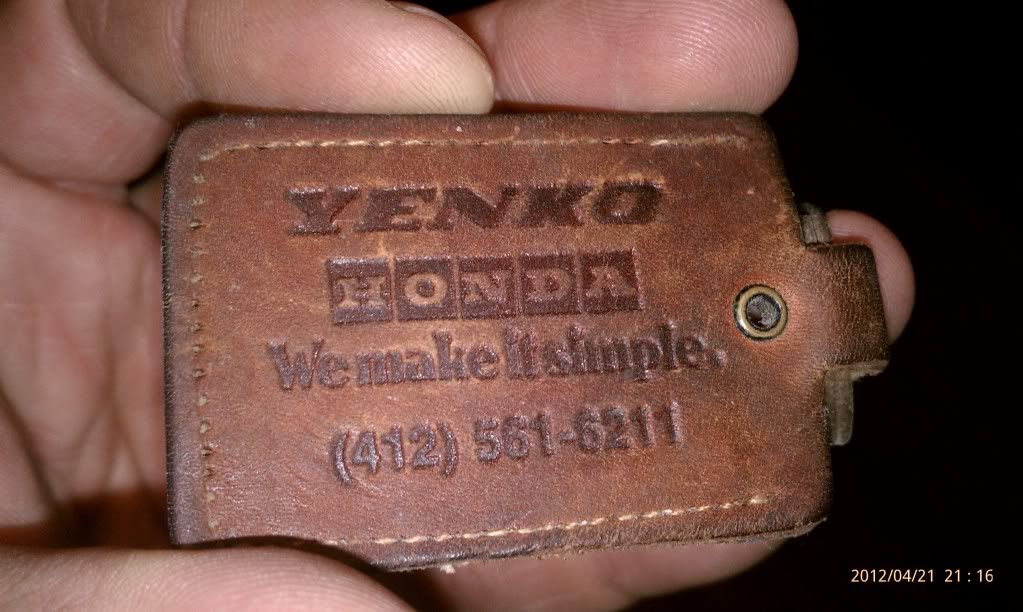 YENKO
HONDA
We make it simple.
(412) 561-6211
2012/04/21 21:16